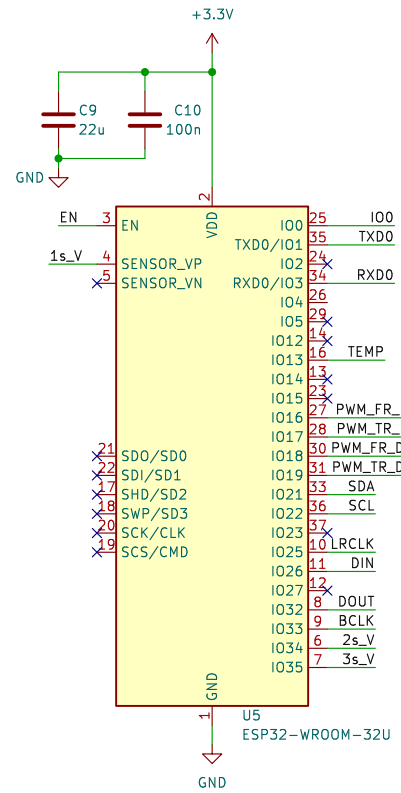 +3.3V
C9
22u
C10
100n
GND
2
VDD
EN 3 EN
1s_V 4 SENSOR_VP
5 SENSOR_VN
21 SDO/SD0
22 SDI/SD1
17 SHD/SD2
18 SWP/SD3
20 SCK/CLK
19 SCS/CMD
IO0 25 IO0
TXD0/IO1 35 TXD0
IO2 24
RXD0/IO3 34 RXD0
IO4 26
IO5 29
IO12 14
IO13 16 TEMP
IO14 13
IO15 23
IO16 27 PWM_FR_
IO17 28 PWM_TR_
IO18 30 PWM_FR_D
IO19 31 PWM_TR_D
IO21 33 SDA
IO22 36 SCL
IO23 37
IO25 10 LRCLK
IO26 11 DIN
IO27 12
IO32 8 DOUT
IO33 9 BCLK
IO34 6 2s_V
IO35 7 3s_V
GND
1
U5
ESP32-WROOM-32U
GND